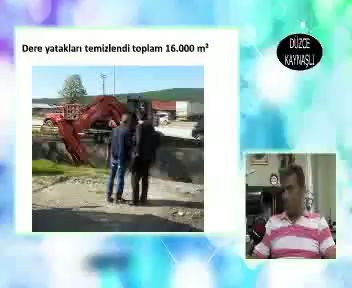 Dere yatakları temizlendi toplam 16.000 m²
DÜZCE
KAYNAŞLI